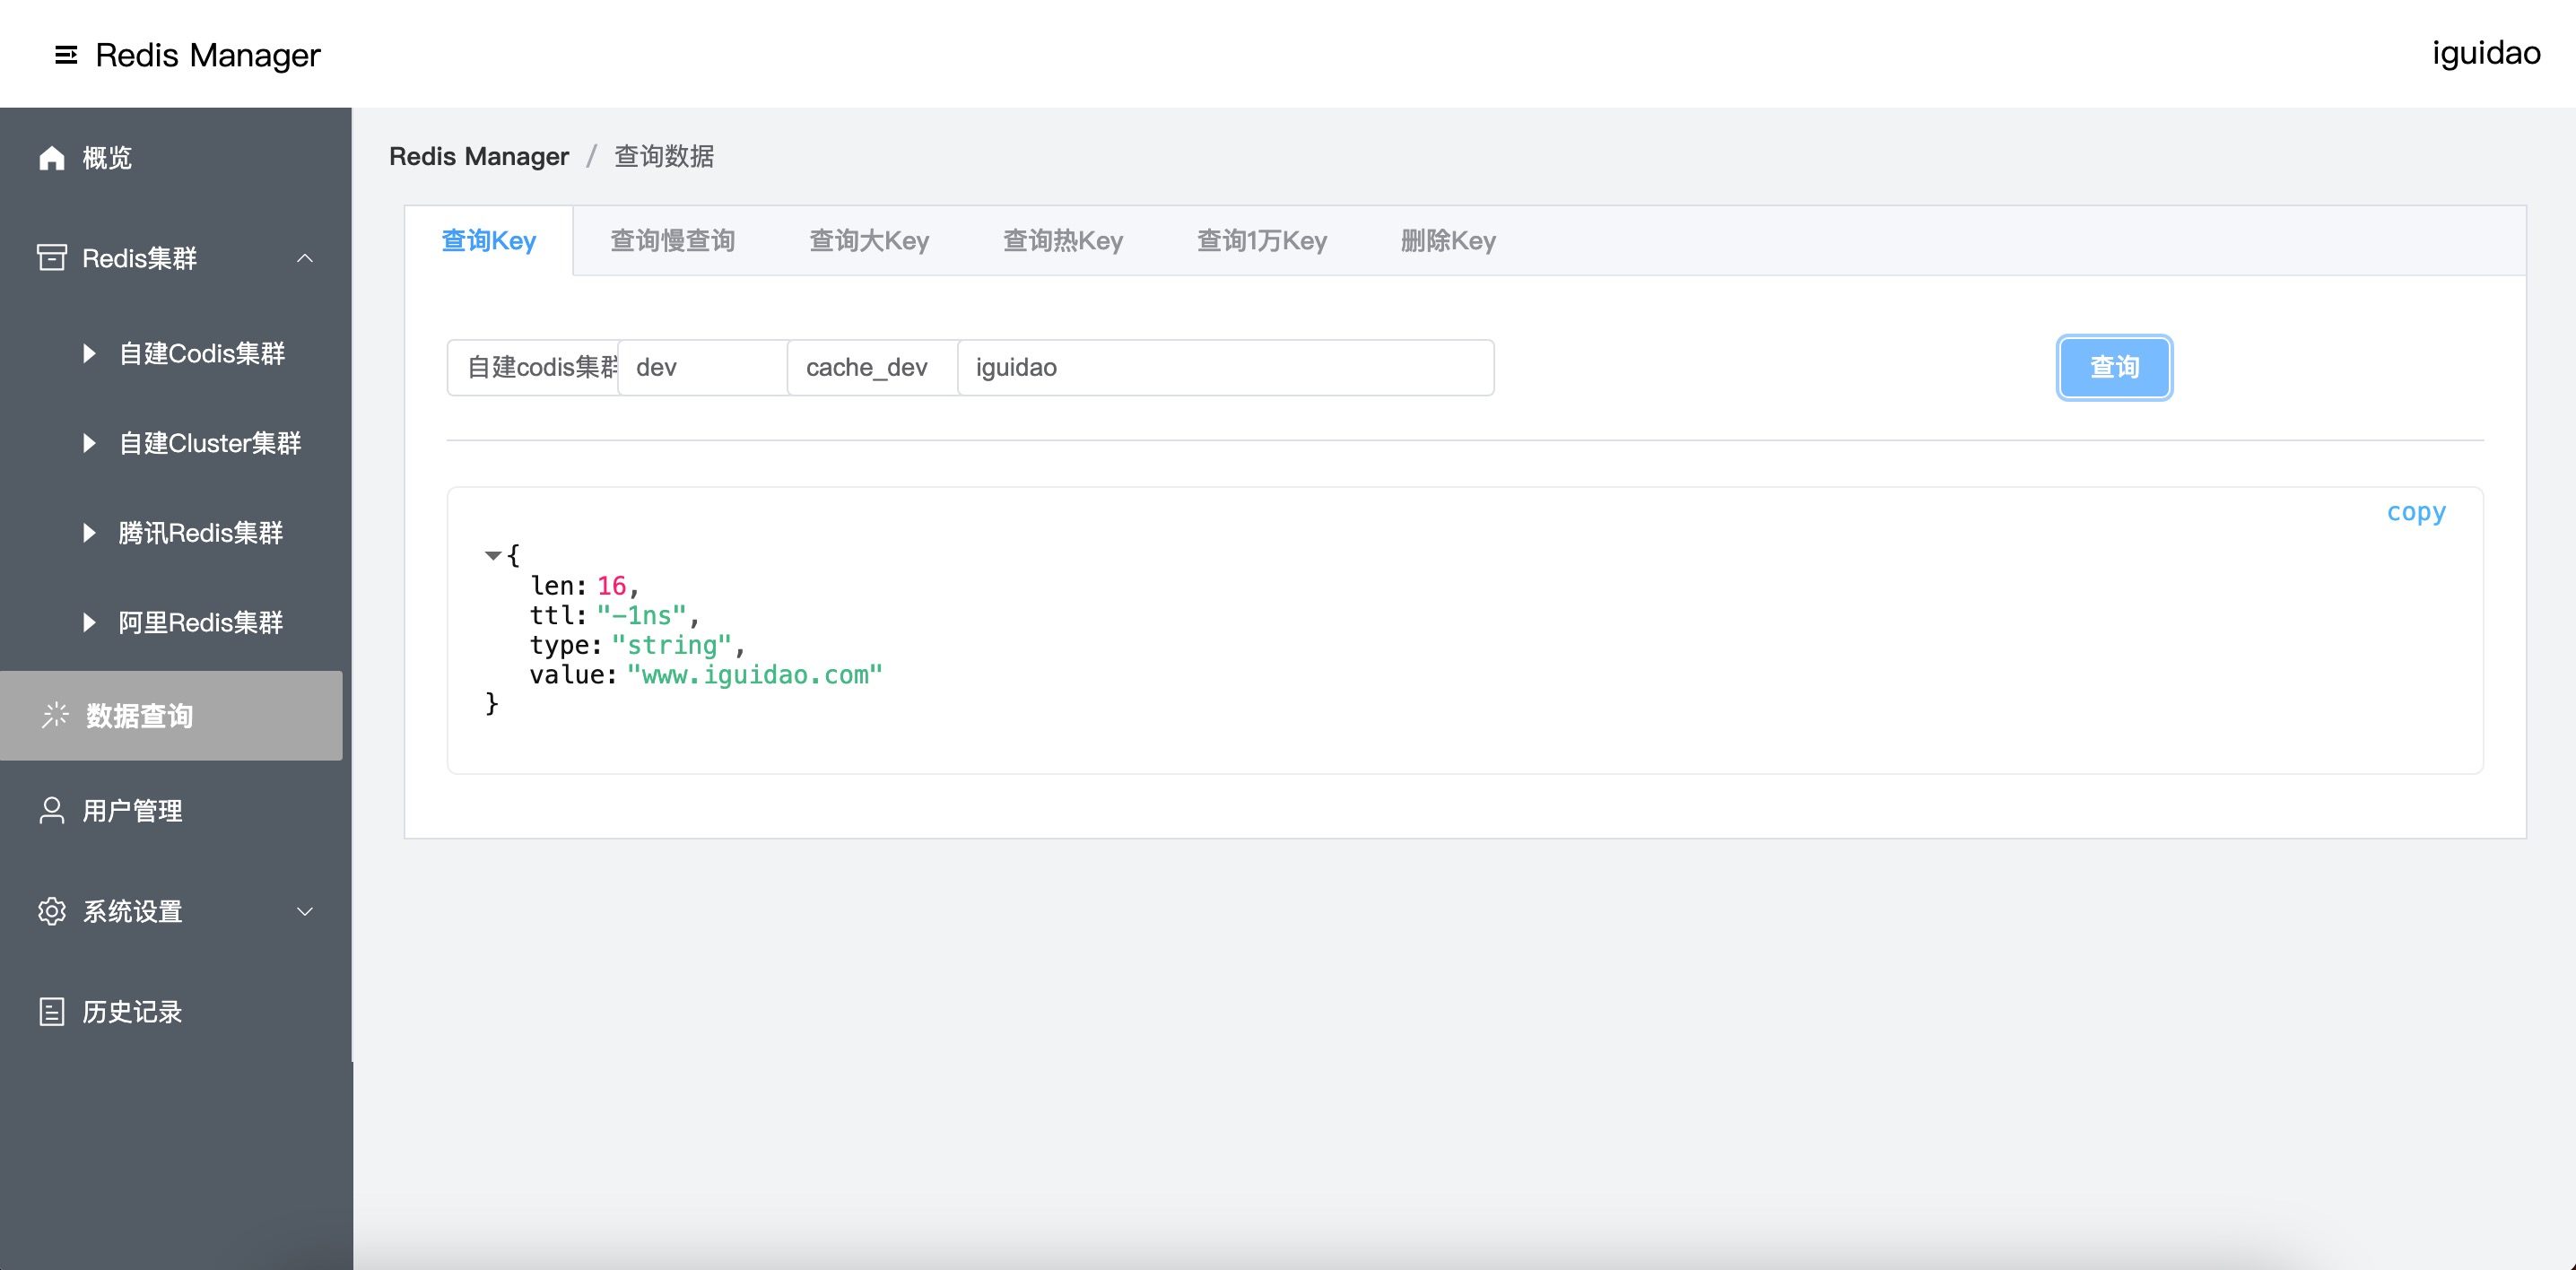 Redis Manager
iguidao
概览
Redis集群
自建Codis集群
自建Cluster集群
腾讯Redis集群
阿里Redis集群
数据查询
用户管理
系统设置
历史记录
Redis Manager / 查询数据
查询Key 查询慢查询 查询大Key 查询热Key 查询1万Key 删除Key
自建codis集群 dev cache_dev iguidao 查询
copy
{
len: 16,
ttl: "-1ns",
type: "string",
value: "www.iguidao.com"
}